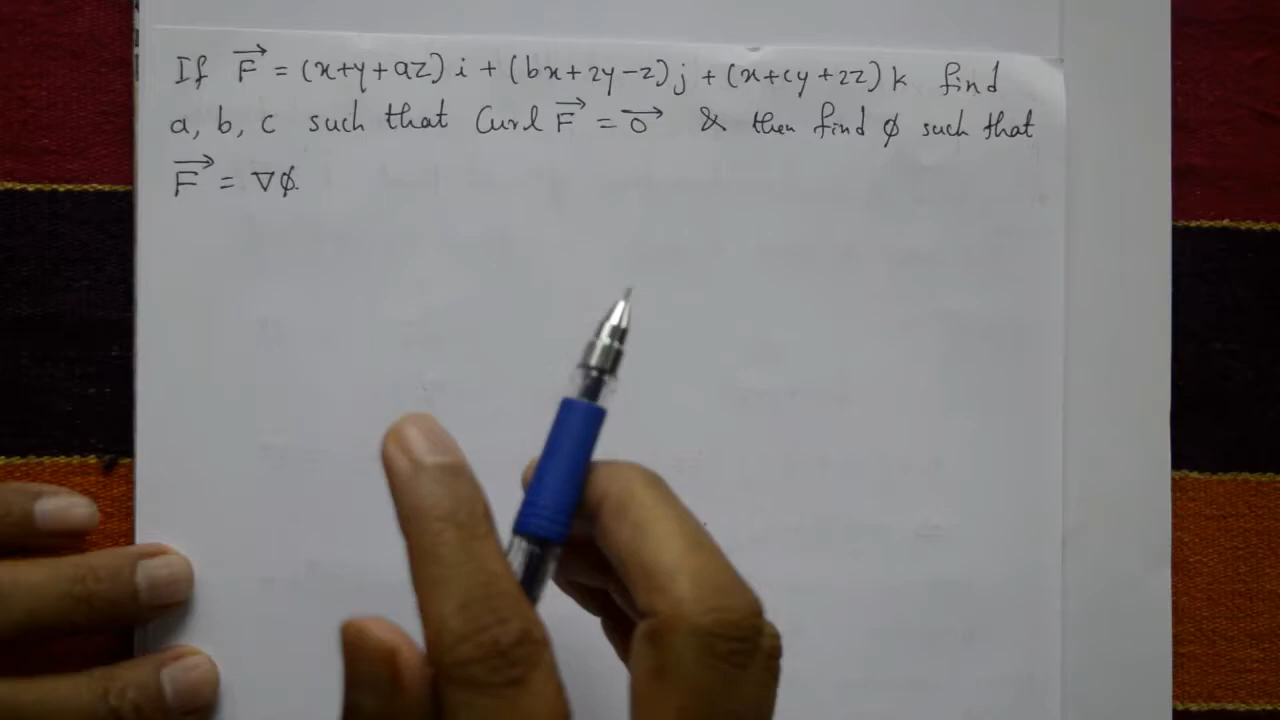 If F⃗ = (x+y+az) i + (bx+2y-z) j + (x+cy+2z) k find
a, b, c such that Curl F⃗ = 0⃗ & then find ϕ such that
F⃗ = ∇ϕ.